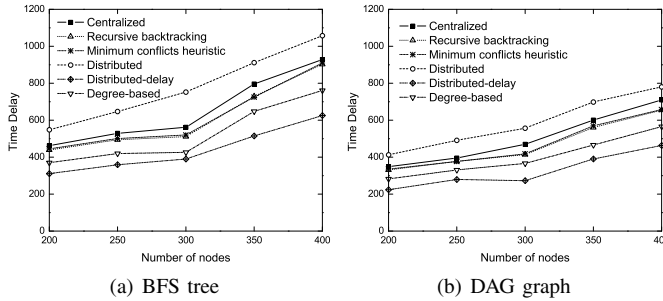 1200
1000
800
600
400
200
0
Time Delay
Centralized
Recursive backtracking
Minimum conflicts heuristic
Distributed
Distributed-delay
Degree-based
200 250 300 350 400
Number of nodes
(a) BFS tree
1200
1000
800
600
400
200
0
Time Delay
Centralized
Recursive backtracking
Minimum conflicts heuristic
Distributed
Distributed-delay
Degree-based
200 250 300 350 400
Number of nodes
(b) DAG graph